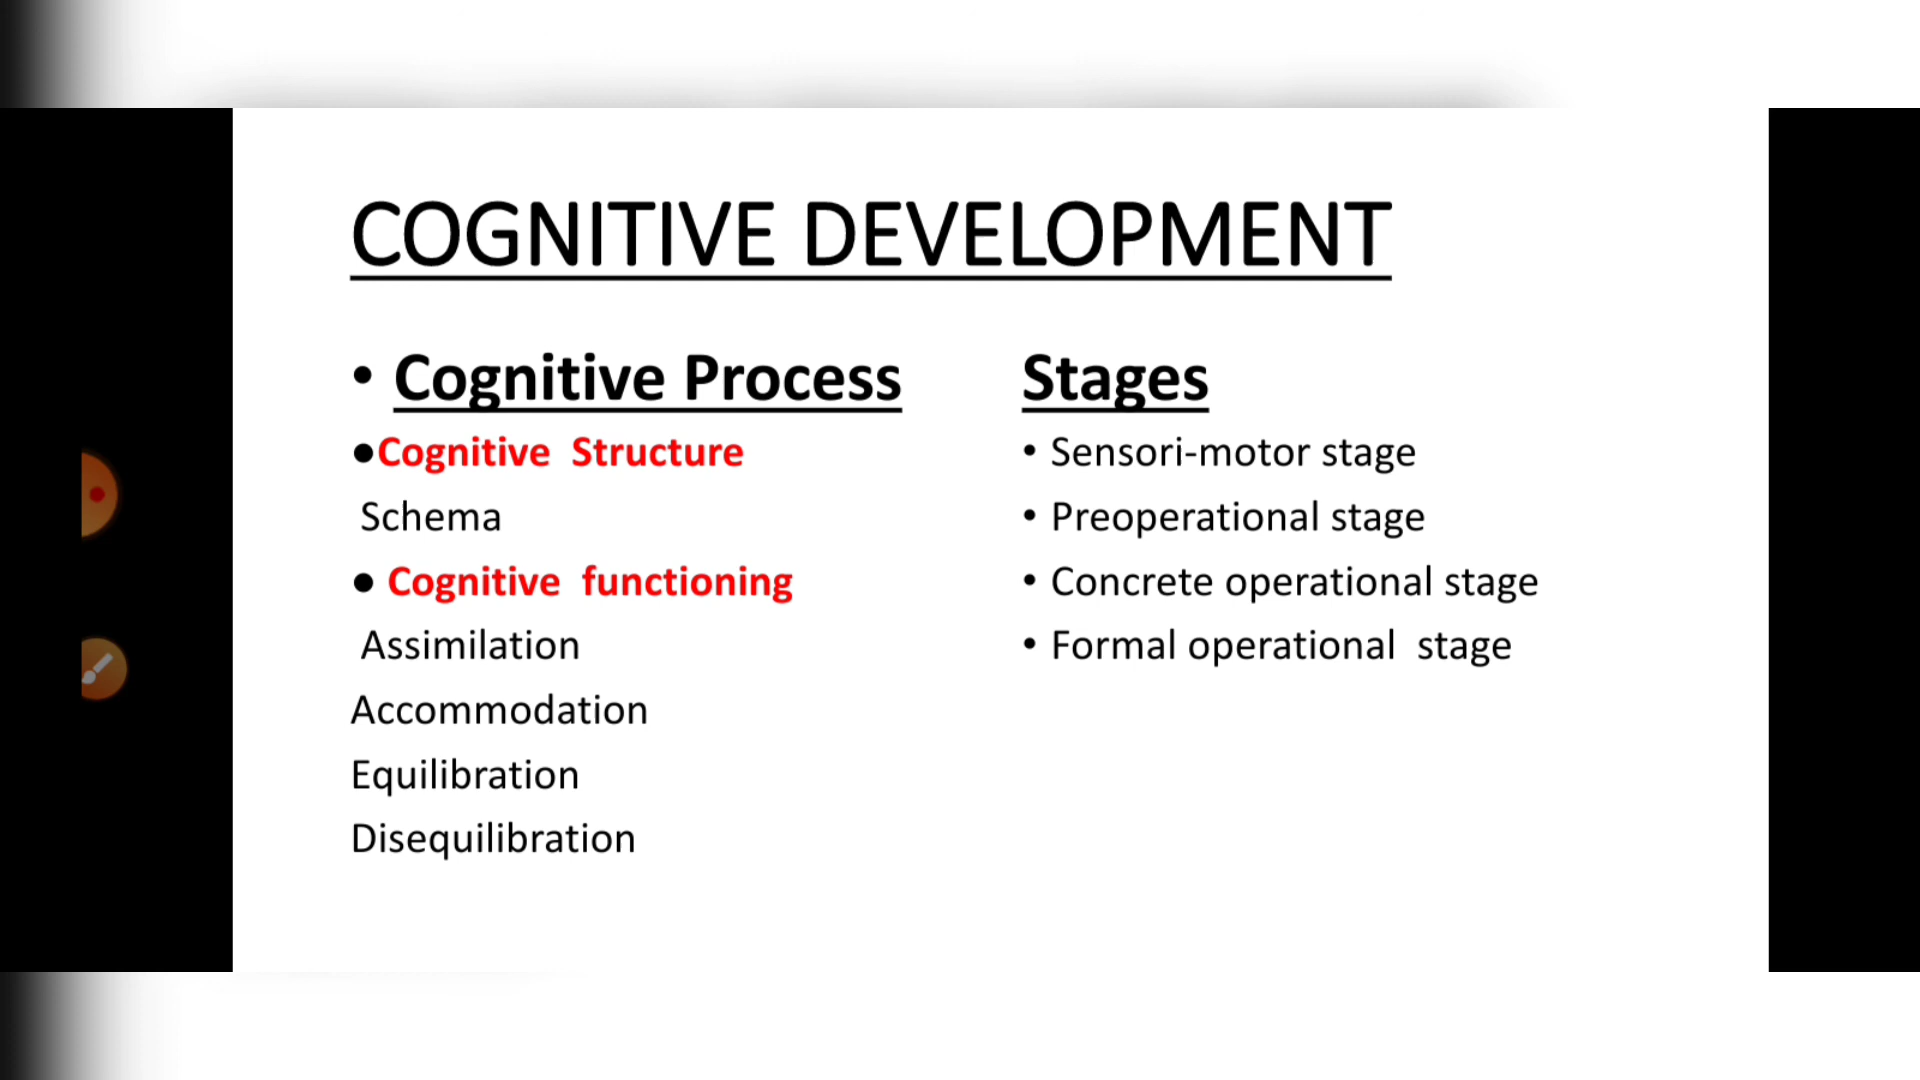 COGNITIVE DEVELOPMENT
• Cognitive Process
●Cognitive Structure
Schema
● Cognitive functioning
Assimilation
Accommodation
Equilibration
Disequilibration
Stages
• Sensori-motor stage
• Preoperational stage
• Concrete operational stage
• Formal operational stage